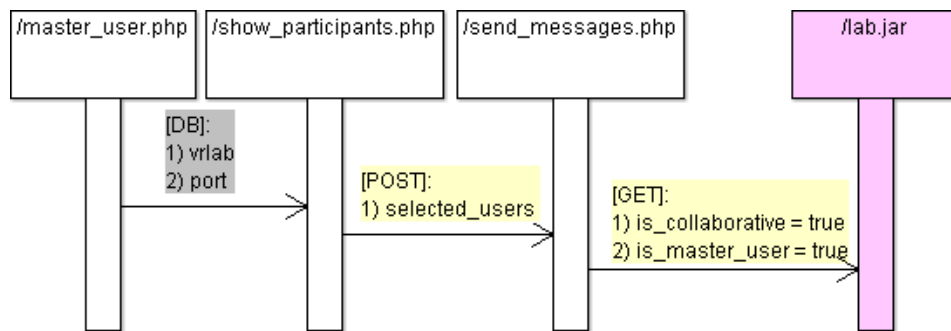 /master_user.php
/show_participants.php
/send_messages.php
/lab.jar
[DB]:
1) vrlab
2) port
[POST]:
1) selected_users
[GET]:
1) is_collaborative = true
2) is_master_user = true